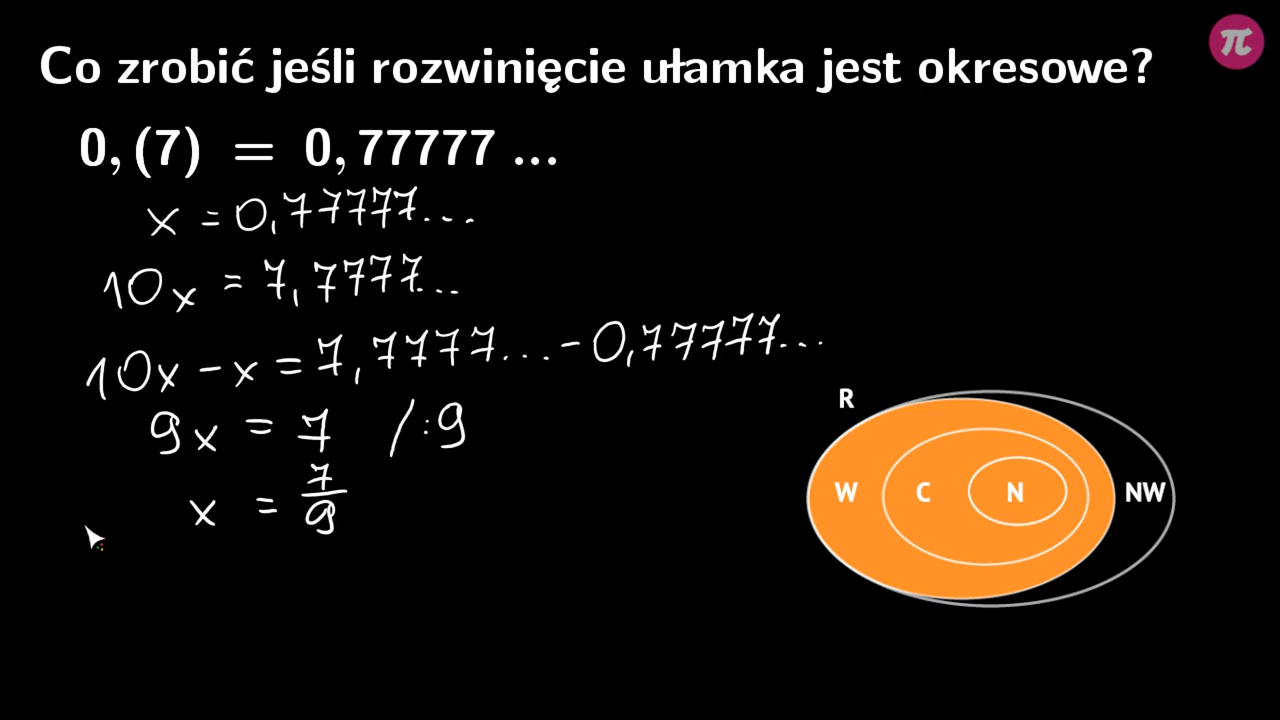 π
Co zrobić jeśli rozwinięcie ułamka jest okresowe?
0,(7) = 0,77777...
x = 0,77777...
10x = 7,7777...
10x - x = 7,7777... - 0,77777...
9x = 7 /:9
x = 7/9
R
W C N NW